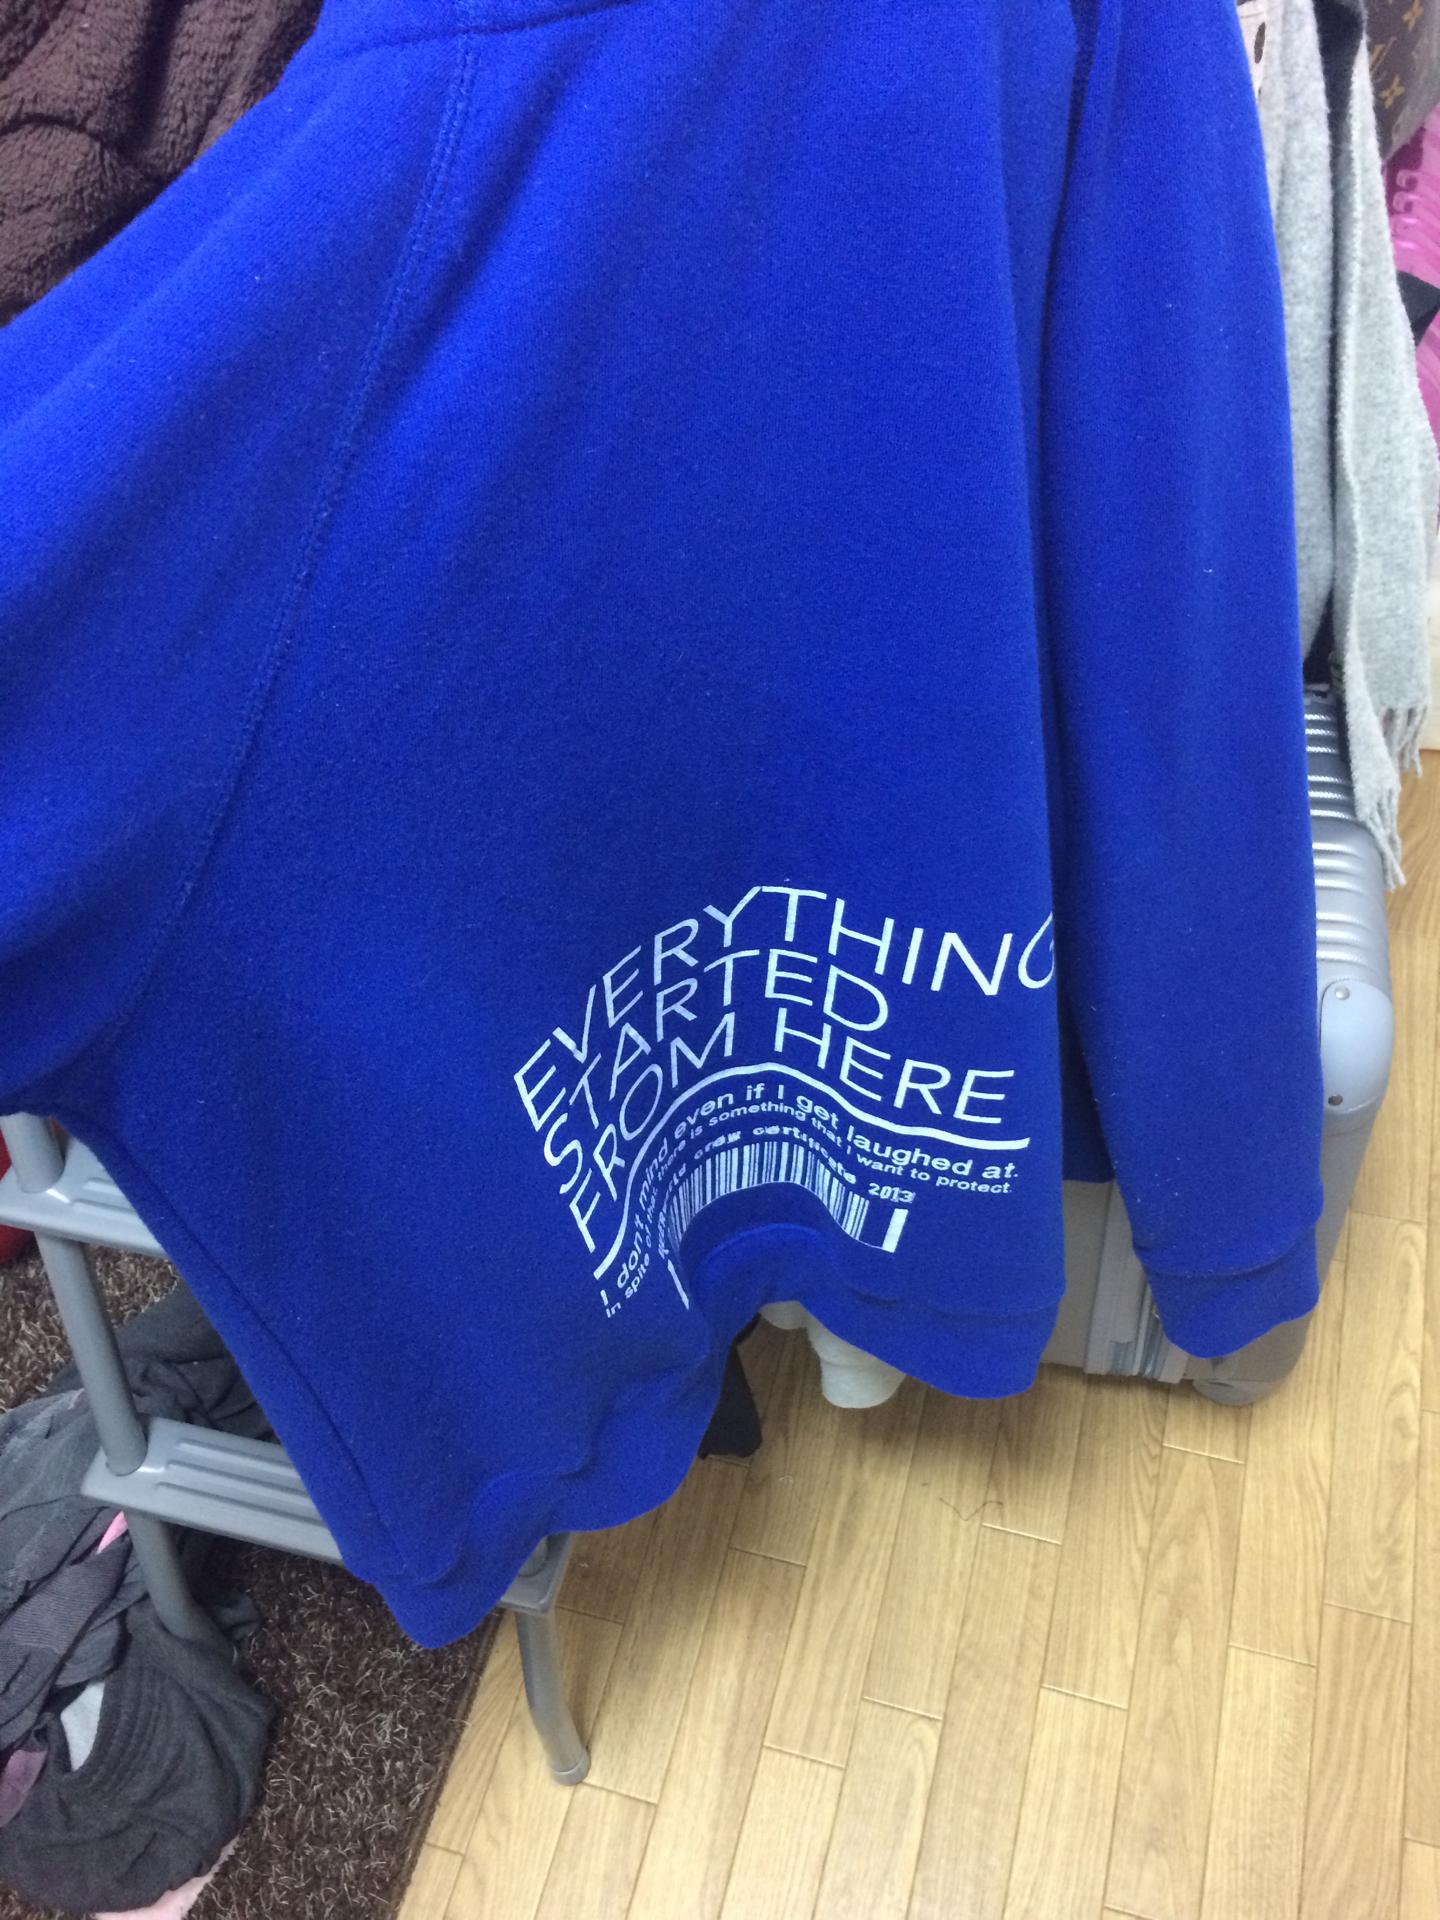 EVERYTHING
STARTED
FROM HERE
I don't mind even if I get laughed at.
In spite of that there is something that I want to protect.
crew certificate 2013